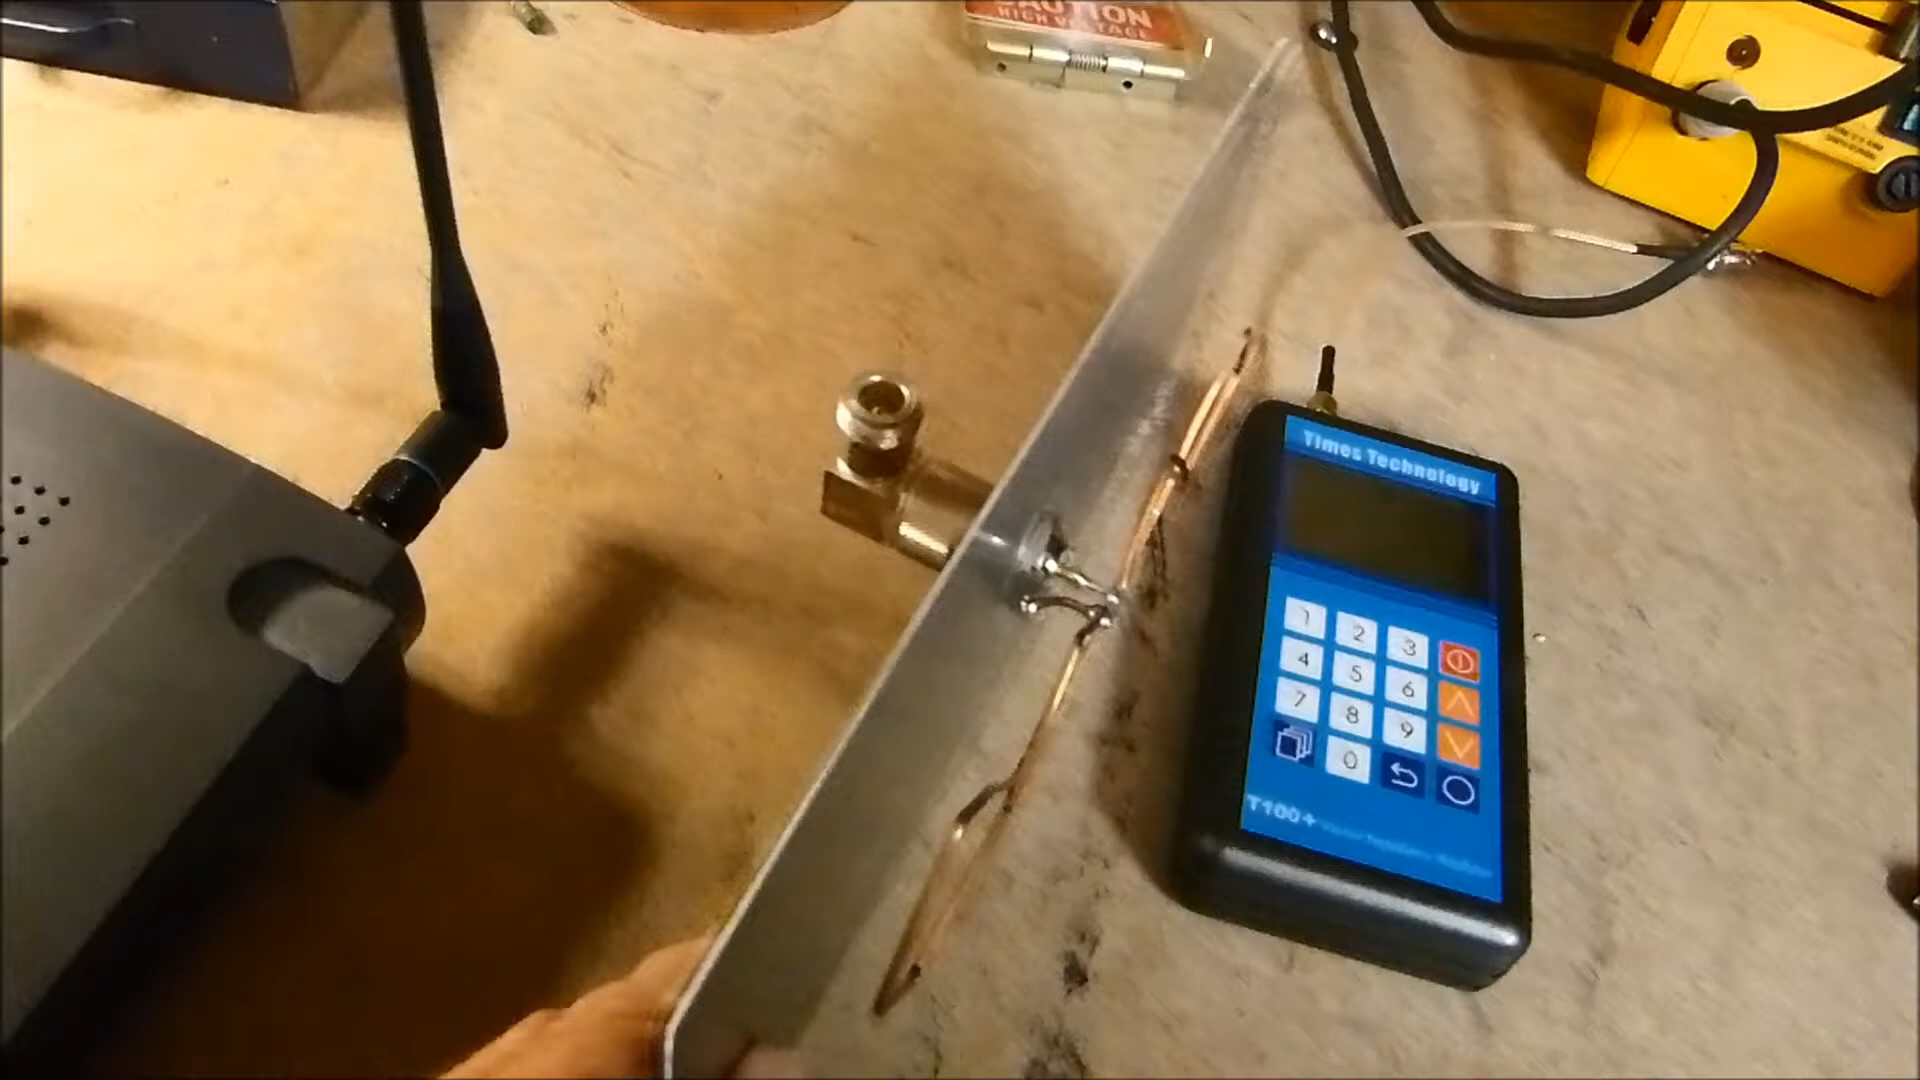 CAUTION
HIGH VOLTAGE
Times Technology
1 2 3
4 5 6
7 8 9
0
T100+